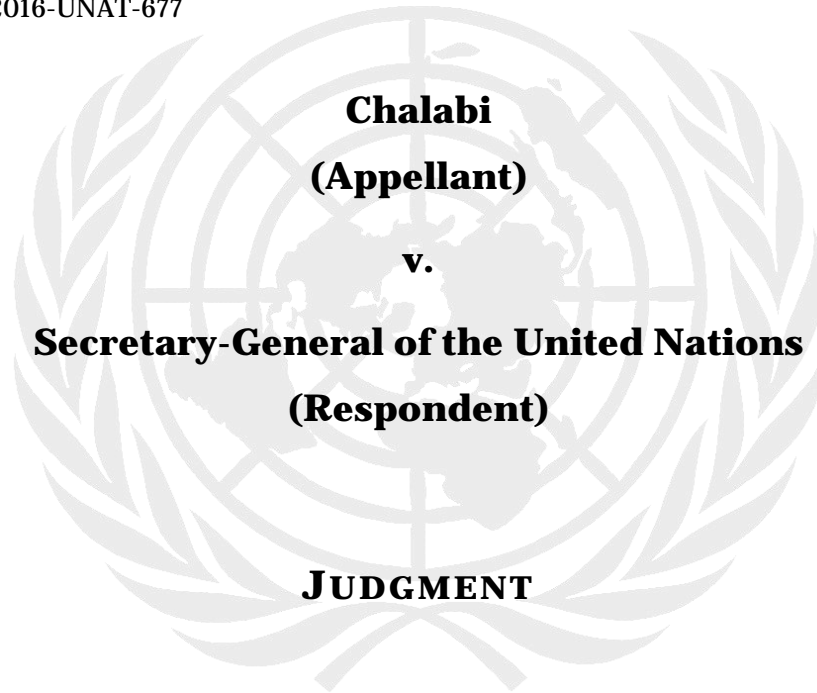 2016-UNAT-677
Chalabi
(Appellant)
v.
Secretary-General of the United Nations
(Respondent)
JUDGMENT